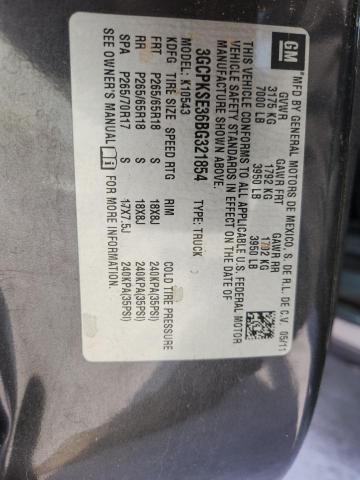 GM
MFD BY GENERAL MOTORS DE MEXICO S. DE R.L. DE C.V. 05/11
GVWR GAWR FRT GAWR RR
3175 KG 1792 KG 1792 KG
7000 LB 3950 LB 3950 LB
THIS VEHICLE CONFORMS TO ALL APPLICABLE U.S. FEDERAL MOTOR
VEHICLE SAFETY STANDARDS IN EFFECT ON THE DATE OF
MANUFACTURE SHOWN ABOVE.
3GCPKSE36BG321854 TYPE: TRUCK
MODEL: K10543
KDFG TIRE SIZE SPEED RTG RIM COLD TIRE PRESSURE
FRT P265/65R18 S 18X8J 240KPA(35PSI)
RR P265/65R18 S 18X8J 240KPA(35PSI)
SPA P265/70R17 S 17X7.5J 240KPA(35PSI)
SEE OWNER'S MANUAL i FOR MORE INFORMATION.